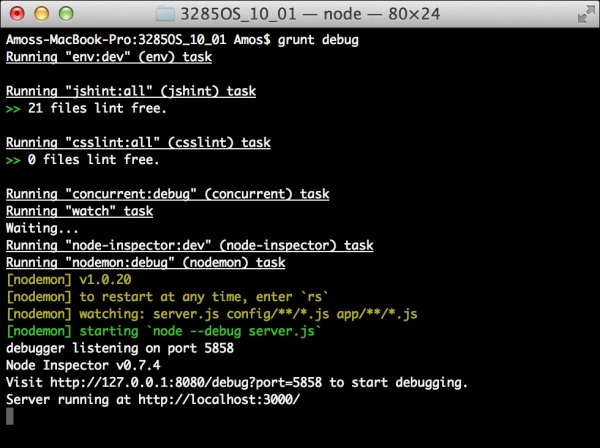 3285OS_10_01 — node — 80×24
Amoss-MacBook-Pro:3285OS_10_01 Amos$ grunt debug
Running "env:dev" (env) task
Running "jshint:all" (jshint) task
>> 21 files lint free.
Running "csslint:all" (csslint) task
>> 0 files lint free.
Running "concurrent:debug" (concurrent) task
Running "watch" task
Waiting...
Running "node-inspector:dev" (node-inspector) task
Running "nodemon:debug" (nodemon) task
[nodemon] v1.0.20
[nodemon] to restart at any time, enter `rs`
[nodemon] watching: server.js config/**/*.js app/**/*.js
[nodemon] starting `node --debug server.js`
debugger listening on port 5858
Node Inspector v0.7.4
Visit http://127.0.0.1:8080/debug?port=5858 to start debugging.
Server running at http://localhost:3000/